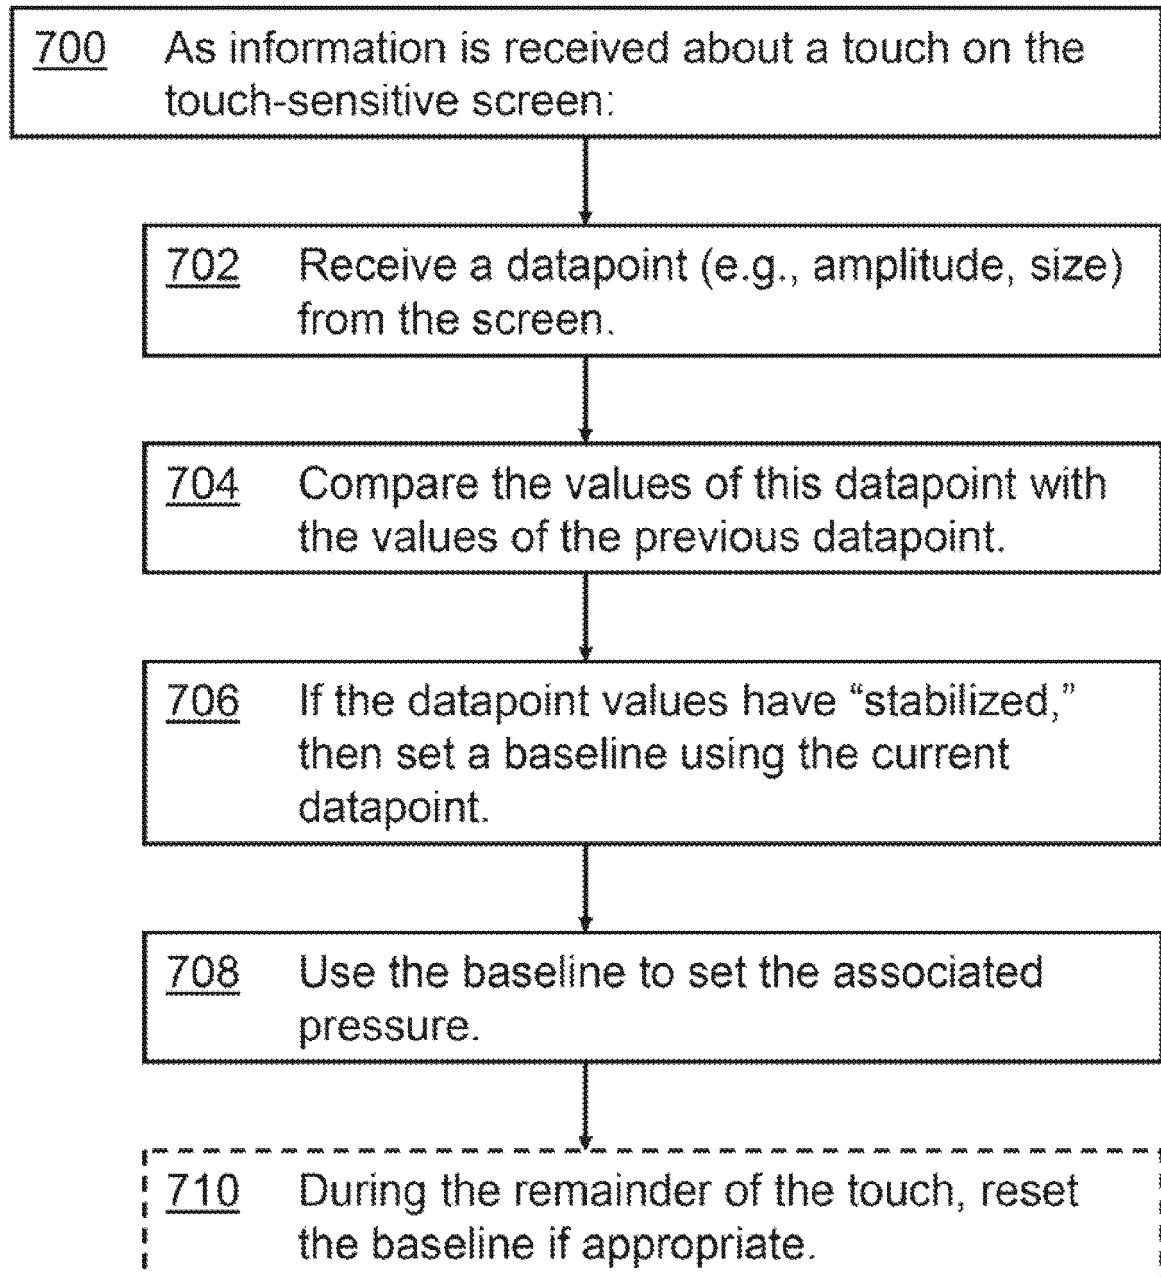 700 As information is received about a touch on the
touch-sensitive screen:
702 Receive a datapoint (e.g., amplitude, size)
from the screen.
704 Compare the values of this datapoint with
the values of the previous datapoint.
706 If the datapoint values have “stabilized,”
then set a baseline using the current
datapoint.
708 Use the baseline to set the associated
pressure.
710 During the remainder of the touch, reset
the baseline if appropriate.